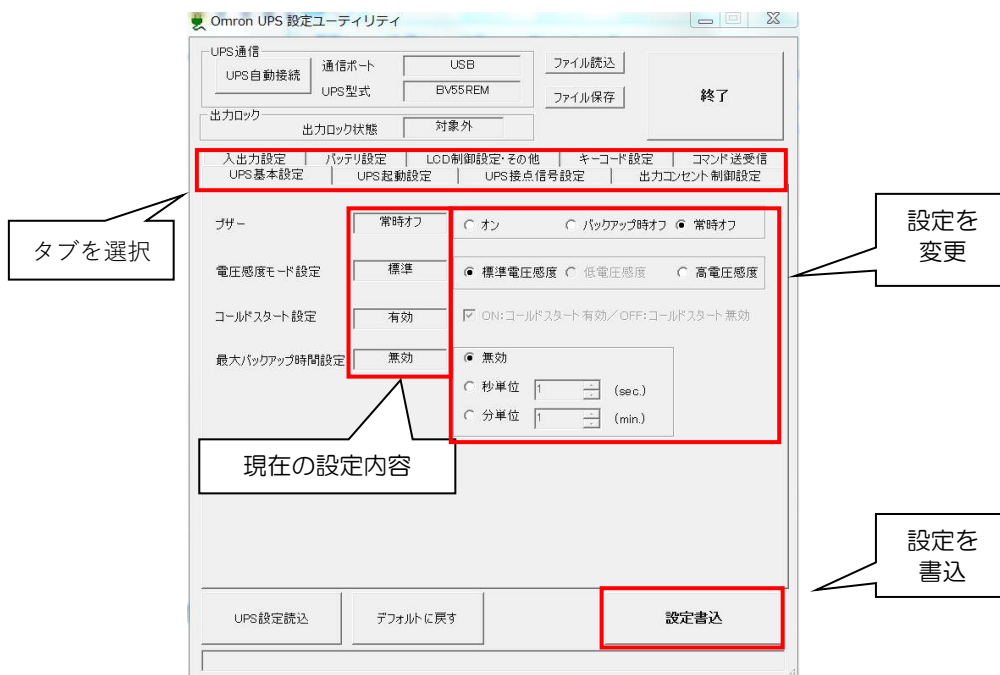 Omron UPS 設定ユーティリティ
UPS通信
UPS自動接続
通信ポート USB
UPS型式 BV55REM
ファイル読込
ファイル保存
終了
出力ロック
出力ロック状態 対象外
入出力設定 バッテリ設定 LCD制御設定・その他 キーコード設定 コマンド送受信
UPS基本設定 UPS起動設定 UPS接点信号設定 出力コンセント制御設定
タブを選択
設定を
変更
ブザー 常時オフ オン バックアップ時オフ 常時オフ
電圧感度モード設定 標準 標準電圧感度 低電圧感度 高電圧感度
コールドスタート設定 有効 ON:コールドスタート有効/OFF:コールドスタート無効
最大バックアップ時間設定 無効 無効
秒単位 1 (sec.)
分単位 1 (min.)
現在の設定内容
設定を
書込
UPS設定読込 デフォルトに戻す 設定書込